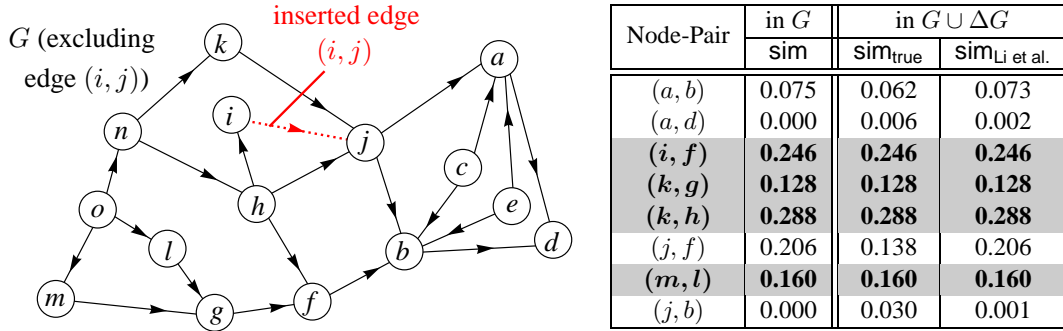 G (excluding
edge (i, j))
inserted edge
(i, j)
k
a
i
n
j
c
h
o
e
l
b
d
m
g
f
Node-Pair | in G | in G ∪ ΔG
sim | sim_true | sim_Li et al.
(a, b) | 0.075 | 0.062 | 0.073
(a, d) | 0.000 | 0.006 | 0.002
(i, f) | 0.246 | 0.246 | 0.246
(k, g) | 0.128 | 0.128 | 0.128
(k, h) | 0.288 | 0.288 | 0.288
(j, f) | 0.206 | 0.138 | 0.206
(m, l) | 0.160 | 0.160 | 0.160
(j, b) | 0.000 | 0.030 | 0.001